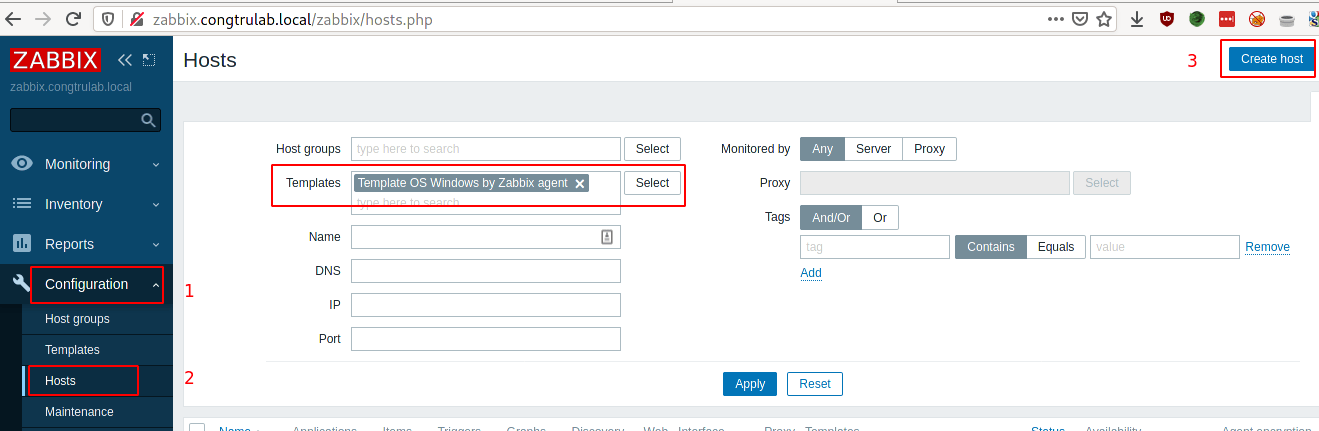 zabbix.congtrulab.local/zabbix/hosts.php
ZABBIX
zabbix.congtrulab.local
Monitoring
Inventory
Reports
Configuration
1
Host groups
Templates
Hosts
2
Maintenance
Hosts
3
Create host
Host groups type here to search Select
Templates Template OS Windows by Zabbix agent Select
type here to search
Name
DNS
IP
Port
Monitored by Any Server Proxy
Proxy Select
Tags And/Or Or
tag Contains Equals value Remove
Add
Apply Reset
Name Applications Items Triggers Graphs Discovery Web Interface Proxy Templates Status Availability Agent encryption